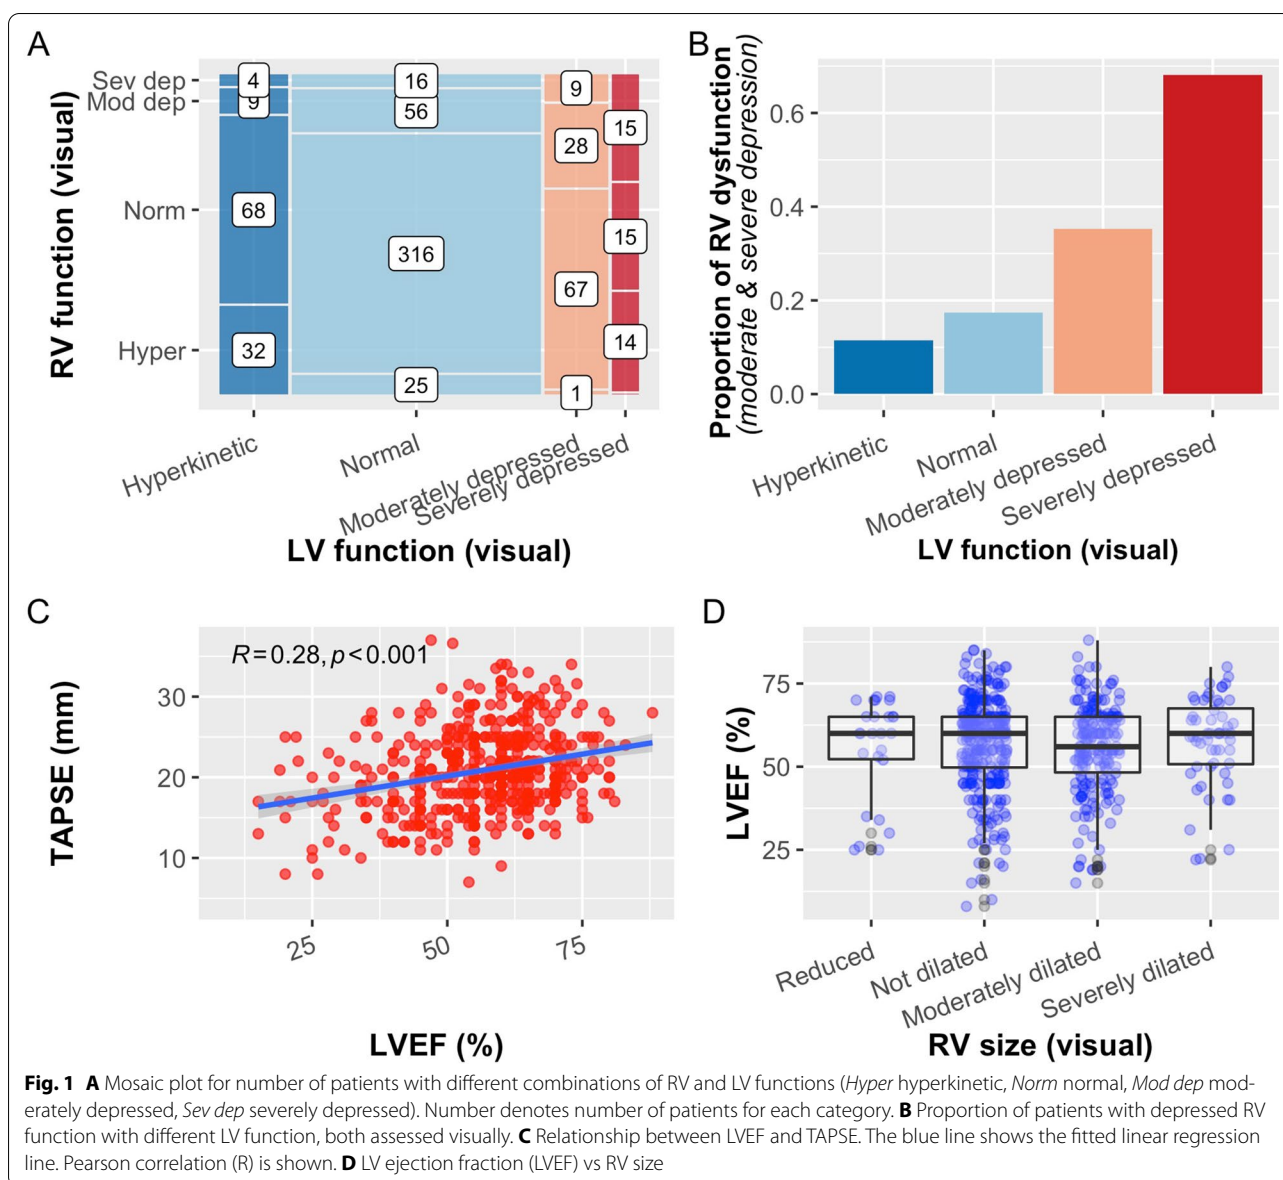 A
RV function (visual)
Sev dep
Mod dep
Norm
Hyper
4
9
68
32
16
56
316
25
9
28
67
1
15
15
14
Hyperkinetic
Normal
Moderately depressed
Severely depressed
LV function (visual)
B
Proportion of RV dysfunction
(moderate & severe depression)
0.6
0.4
0.2
0.0
Hyperkinetic
Normal
Moderately depressed
Severely depressed
LV function (visual)
C
TAPSE (mm)
R=0.28, p<0.001
30
20
10
25
50
75
LVEF (%)
D
LVEF (%)
75
50
25
Reduced
Not dilated
Moderately dilated
Severely dilated
RV size (visual)
Fig. 1 A Mosaic plot for number of patients with different combinations of RV and LV functions (Hyper hyperkinetic, Norm normal, Mod dep mod-
erately depressed, Sev dep severely depressed). Number denotes number of patients for each category. B Proportion of patients with depressed RV
function with different LV function, both assessed visually. C Relationship between LVEF and TAPSE. The blue line shows the fitted linear regression
line. Pearson correlation (R) is shown. D LV ejection fraction (LVEF) vs RV size